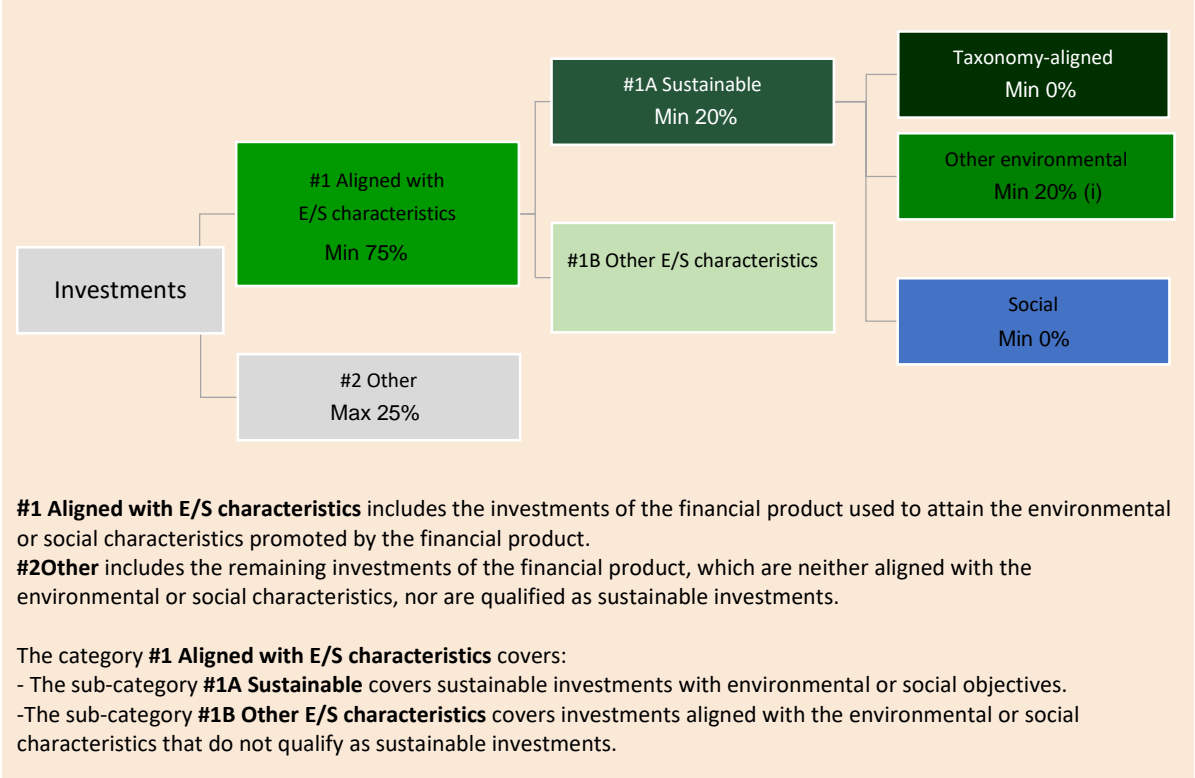 Taxonomy-aligned
Min 0%
#1A Sustainable
Min 20%
Other environmental
Min 20% (i)
#1 Aligned with
E/S characteristics
Min 75%
#1B Other E/S characteristics
Investments
Social
Min 0%
#2 Other
Max 25%
#1 Aligned with E/S characteristics includes the investments of the financial product used to attain the environmental
or social characteristics promoted by the financial product.
#2Other includes the remaining investments of the financial product, which are neither aligned with the
environmental or social characteristics, nor are qualified as sustainable investments.
The category #1 Aligned with E/S characteristics covers:
- The sub-category #1A Sustainable covers sustainable investments with environmental or social objectives.
-The sub-category #1B Other E/S characteristics covers investments aligned with the environmental or social
characteristics that do not qualify as sustainable investments.